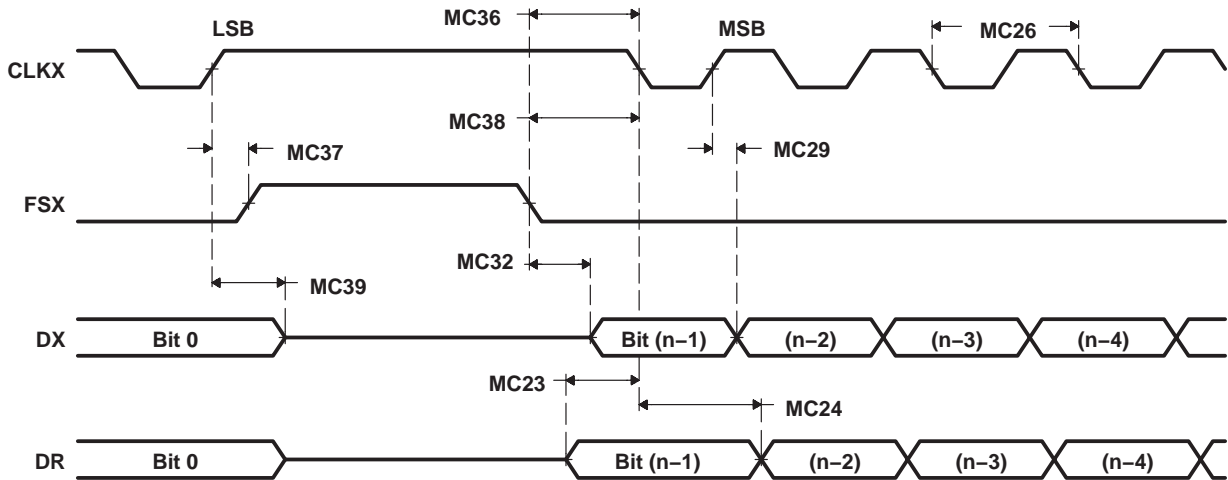 LSB MC36 MSB MC26
CLKX
MC38
MC37 MC29
FSX
MC32
MC39
DX Bit 0 Bit (n–1) (n–2) (n–3) (n–4)
MC23
MC24
DR Bit 0 Bit (n–1) (n–2) (n–3) (n–4)